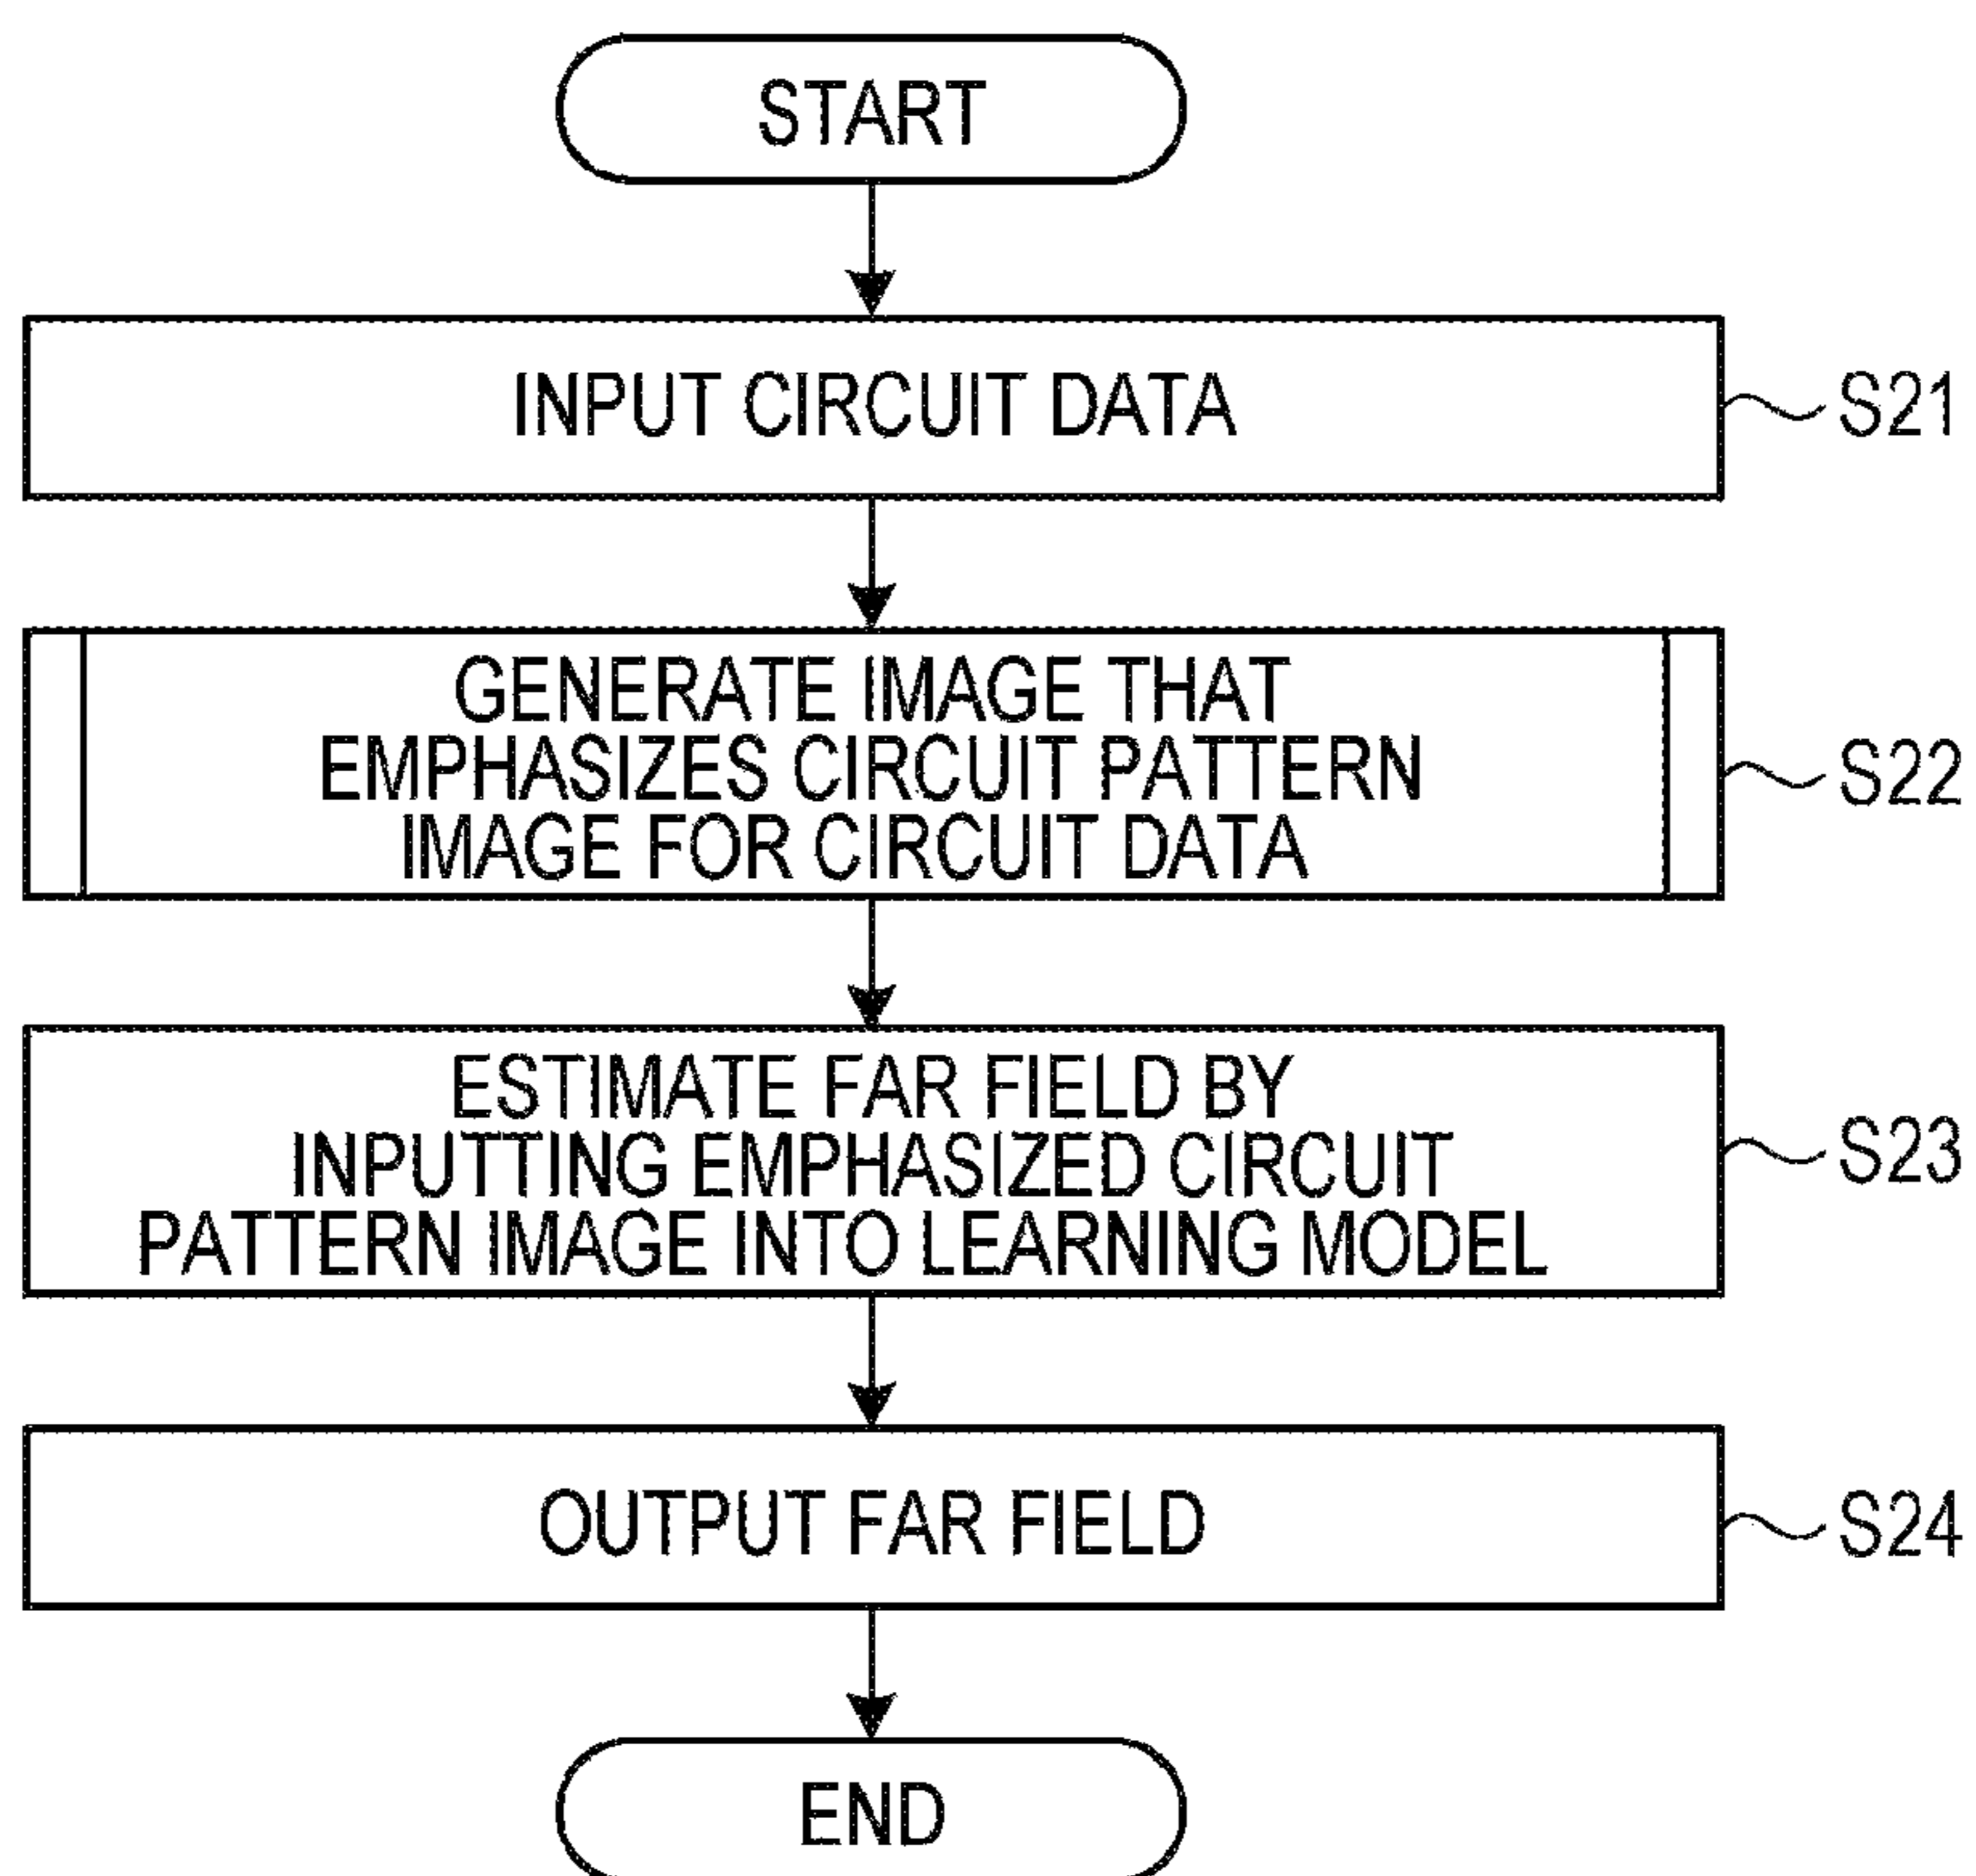 START
INPUT CIRCUIT DATA
S21
GENERATE IMAGE THAT
EMPHASIZES CIRCUIT PATTERN
IMAGE FOR CIRCUIT DATA
S22
ESTIMATE FAR FIELD BY
INPUTTING EMPHASIZED CIRCUIT
PATTERN IMAGE INTO LEARNING MODEL
S23
OUTPUT FAR FIELD
S24
END